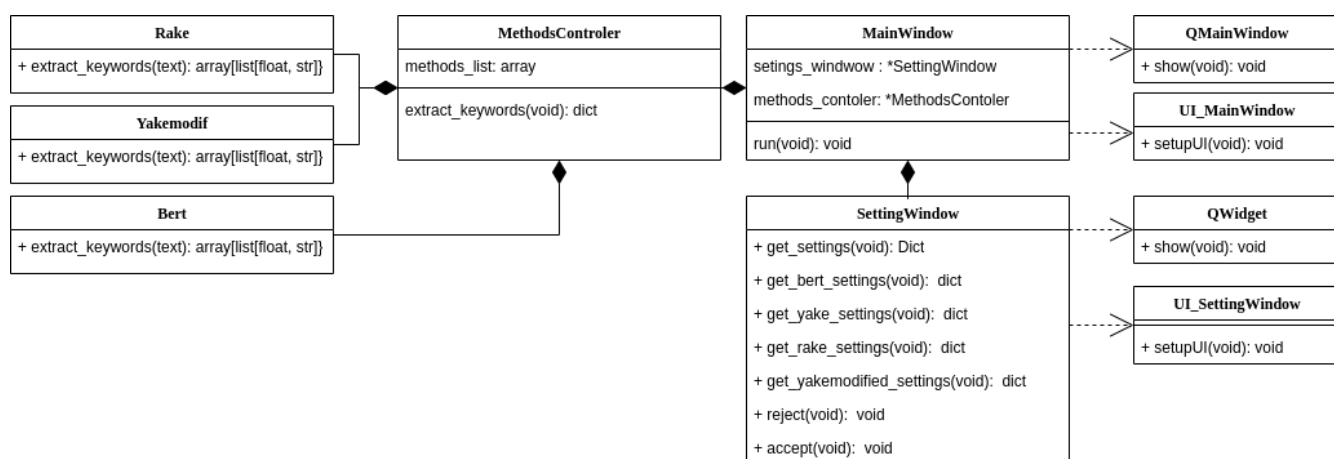 Rake
+ extract_keywords(text): array[list[float, str]}
Yakemodif
+ extract_keywords(text): array[list[float, str]}
Bert
+ extract_keywords(text): array[list[float, str]}
MethodsControler
methods_list: array
extract_keywords(void): dict
MainWindow
setings_windwow : *SettingWindow
methods_contoler: *MethodsContoler
run(void): void
SettingWindow
+ get_settings(void): Dict
+ get_bert_settings(void): dict
+ get_yake_settings(void): dict
+ get_rake_settings(void): dict
+ get_yakemodified_settings(void): dict
+ reject(void): void
+ accept(void): void
QMainWindow
+ show(void): void
UI_MainWindow
+ setupUI(void): void
QWidget
+ show(void): void
UI_SettingWindow
+ setupUI(void): void